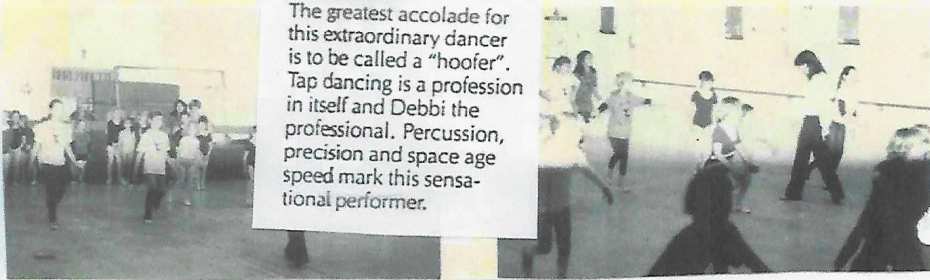 The greatest accolade for
this extraordinary dancer
is to be called a "hoofer".
Tap dancing is a profession
in itself and Debbi the
professional. Percussion,
precision and space age
speed mark this sensa-
tional performer.